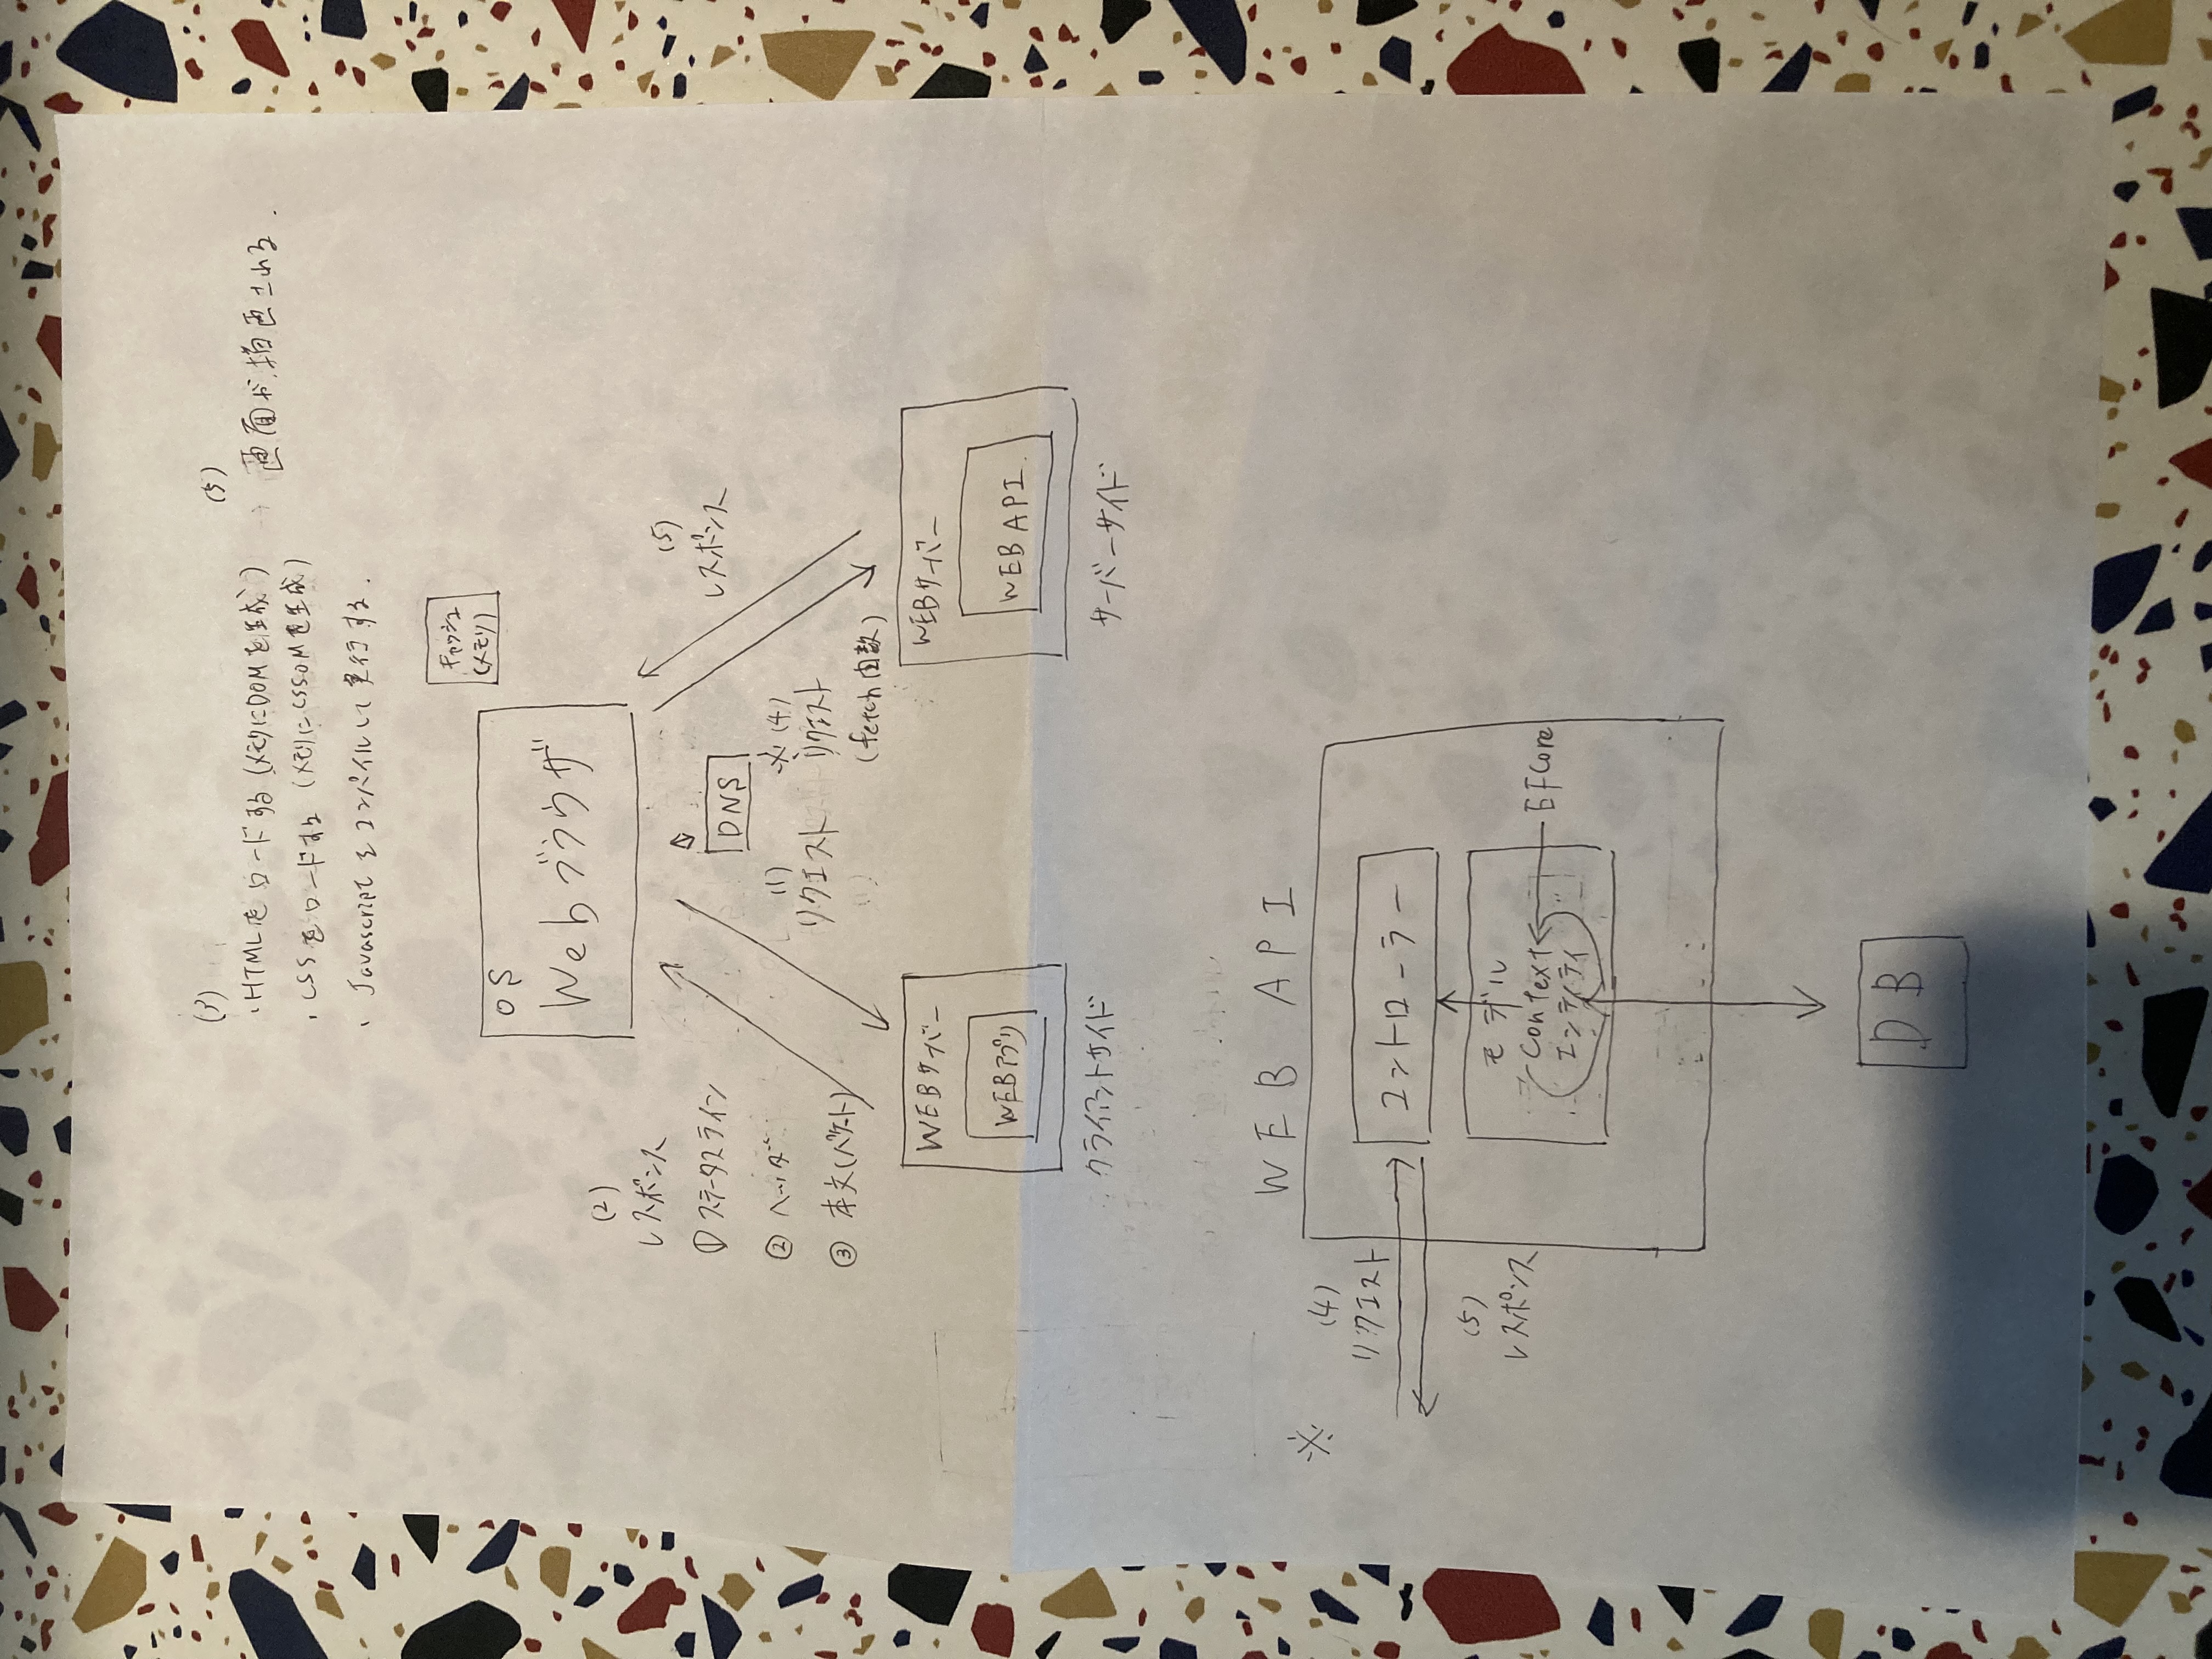 (3)
・HTMLをロードする(メモリにDOMを生成)
・CSSをロードする(メモリにCSSOMを生成)
・Javascriptをコンパイルして実行する.
(5)
画面が描画される.
キャッシュ
(メモリ)
OS
Webブラウザ
(2)
レスポンス
① ステータスライン
② ヘッダ
③ 本文(パケット)
DNS
(1)
リクエスト
※(4)
リクエスト
(fetch関数)
(5)
レスポンス
WEBサーバー
WEBアプリ
クライアントサイド
WEBサーバー
WEB API
サーバーサイド
WEB API
※
(4)
リクエスト
(5)
レスポンス
コントローラー
モデル
Context
エンティティ
EFCore
DB